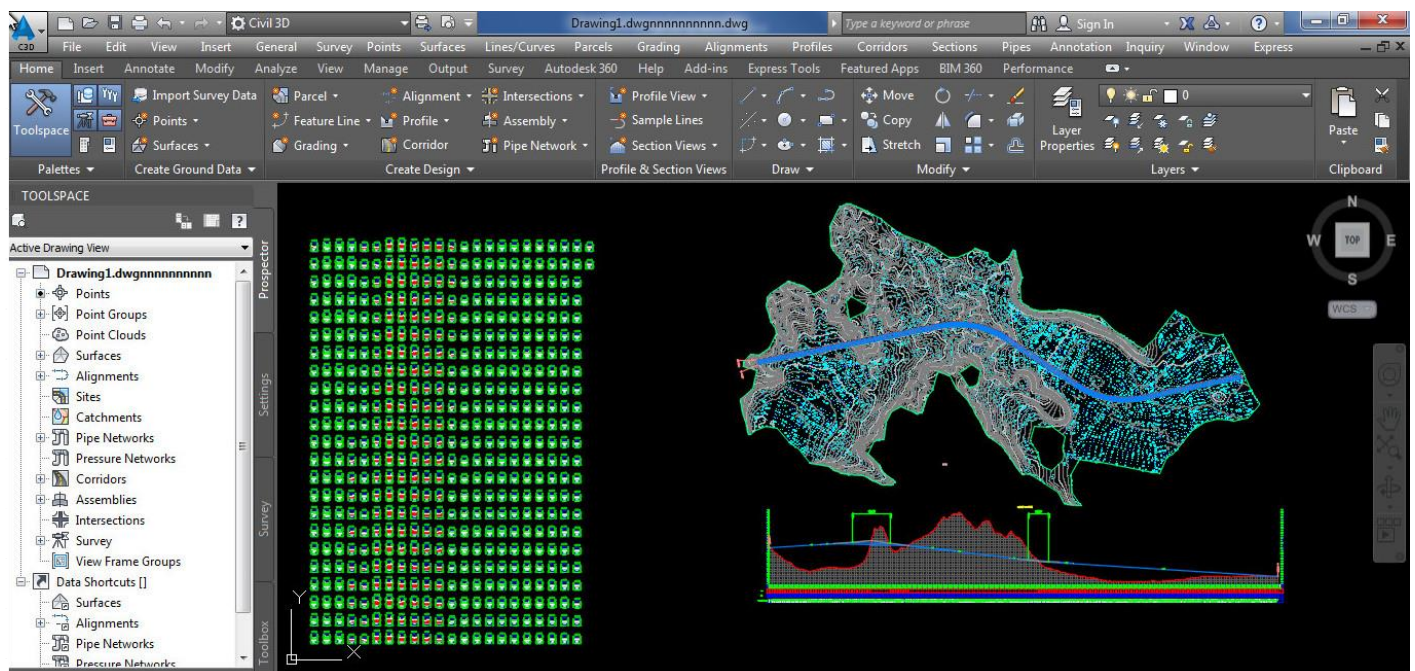 Civil 3D
Drawing1.dwgnnnnnnnnnn.dwg
Type a keyword or phrase
Sign In
C3D File Edit View Insert General Survey Points Surfaces Lines/Curves Parcels Grading Alignments Profiles Corridors Sections Pipes Annotation Inquiry Window Express
Home Insert Annotate Modify Analyze View Manage Output Survey Autodesk 360 Help Add-ins Express Tools Featured Apps BIM 360 Performance
Import Survey Data Parcel Alignment Intersections Profile View Move 0
Toolspace Points Feature Line Profile Assembly Sample Lines Copy Layer Properties Paste
Surfaces Grading Corridor Pipe Network Section Views Stretch
Palettes Create Ground Data Create Design Profile & Section Views Draw Modify Layers Clipboard
TOOLSPACE
Active Drawing View
Drawing1.dwgnnnnnnnnnn
Points
Point Groups
Point Clouds
Surfaces
Alignments
Sites
Catchments
Pipe Networks
Pressure Networks
Corridors
Assemblies
Intersections
Survey
View Frame Groups
Data Shortcuts []
Surfaces
Alignments
Pipe Networks
Pressure Networks
Prospector
Settings
Survey
Toolbox
Y
X
N
W TOP E
S
WCS